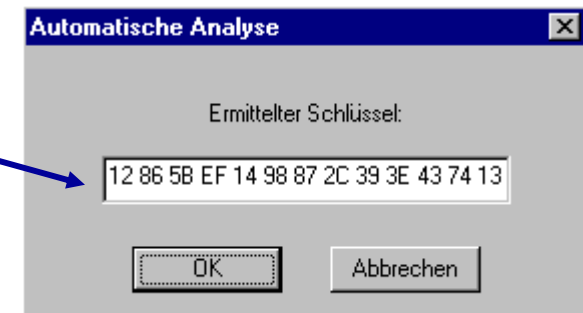 Automatische Analyse
Ermittelter Schlüssel:
12 86 5B EF 14 98 87 2C 39 3E 43 74 13
OK Abbrechen